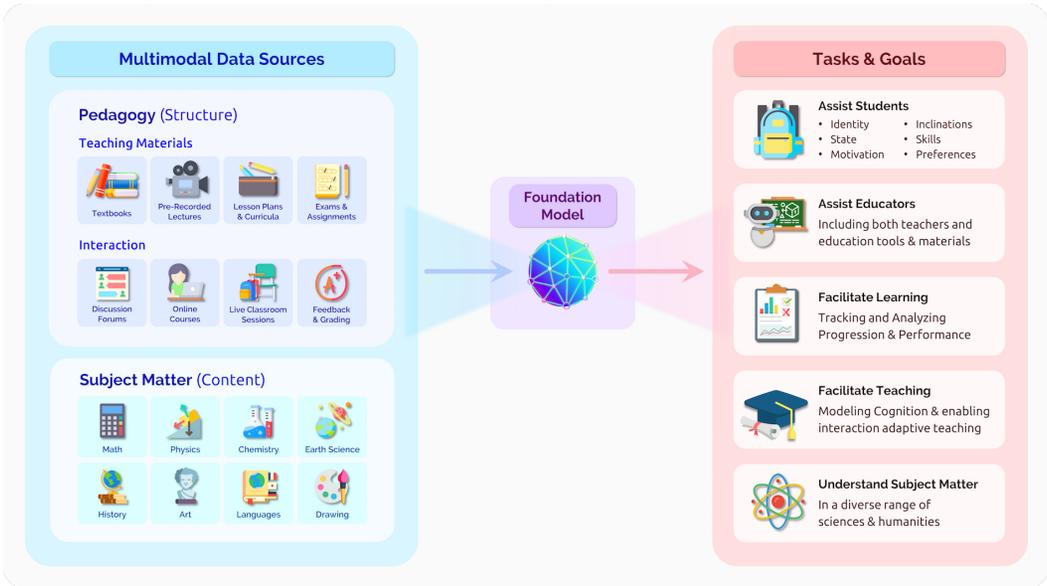 Multimodal Data Sources
Pedagogy (Structure)
Teaching Materials
Textbooks
Pre-Recorded
Lectures
Lesson Plans
& Curricula
Exams &
Assignments
Interaction
Discussion
Forums
Online
Courses
Live Classroom
Sessions
A+
Feedback
& Grading
Subject Matter (Content)
Math
Physics
Chemistry
Earth Science
History
Art
Languages
Drawing
Foundation
Model
Tasks & Goals
Assist Students
• Identity
• State
• Motivation
• Inclinations
• Skills
• Preferences
Assist Educators
Including both teachers and
education tools & materials
Facilitate Learning
Tracking and Analyzing
Progression & Performance
Facilitate Teaching
Modeling Cognition & enabling
interaction adaptive teaching
Understand Subject Matter
In a diverse range of
sciences & humanities